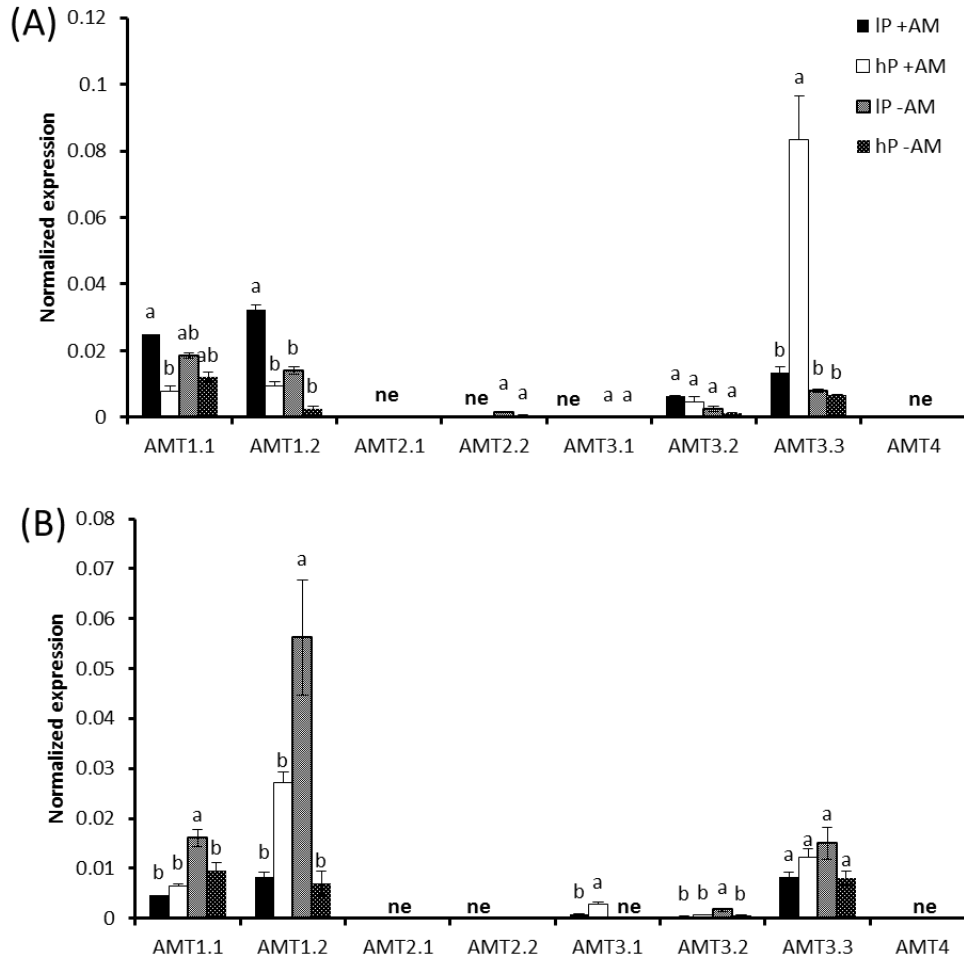 (A)
Normalized expression
0.12
0.1
0.08
0.06
0.04
0.02
0
lP +AM
hP +AM
lP -AM
hP -AM
a b ab ab
a b b b
ne
ne a a
ne a a
a a a a
b a b b
ne
AMT1.1 AMT1.2 AMT2.1 AMT2.2 AMT3.1 AMT3.2 AMT3.3 AMT4
(B)
Normalized expression
0.08
0.07
0.06
0.05
0.04
0.03
0.02
0.01
0
b b a b
b b a b
ne
ne
b a ne
b b a b
a a a a
ne
AMT1.1 AMT1.2 AMT2.1 AMT2.2 AMT3.1 AMT3.2 AMT3.3 AMT4